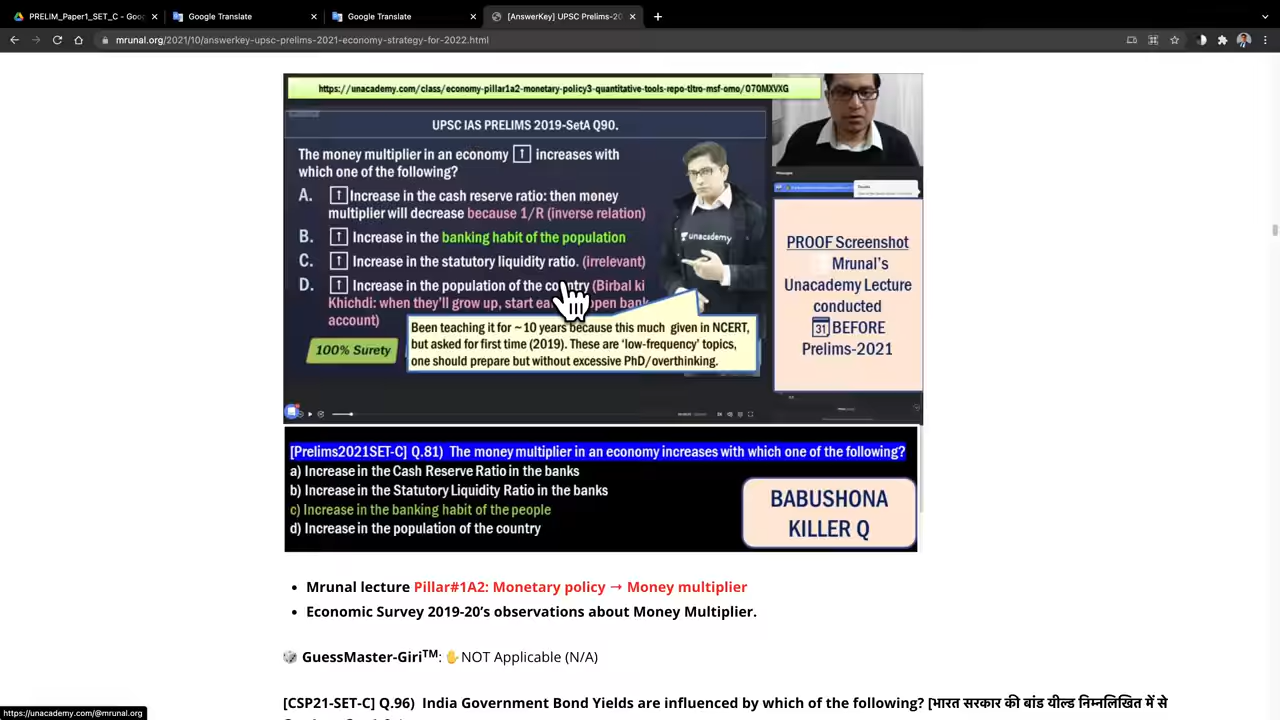 PRELIM_Paper1_SET_C - Goo
Google Translate
Google Translate
[AnswerKey] UPSC Prelims-20
mrunal.org/2021/10/answerkey-upsc-prelims-2021-economy-strategy-for-2022.html
https://unacademy.com/class/economy-pillar1a2-monetary-policy3-quantitative-tools-repo-tltro-msf-omo/070MXVXG
UPSC IAS PRELIMS 2019-SetA Q90.
The money multiplier in an economy ↑ increases with
which one of the following?
A. ↑ Increase in the cash reserve ratio: then money
multiplier will decrease because 1/R (inverse relation)
B. ↑ Increase in the banking habit of the population
C. ↑ Increase in the statutory liquidity ratio. (irrelevant)
D. ↑ Increase in the population of the country (Birbal ki
Khichdi: when they'll grow up, start open bank
account)
unacademy
100% Surety
Been teaching it for ~10 years because this much given in NCERT,
but asked for first time (2019). These are 'low-frequency' topics,
one should prepare but without excessive PhD/overthinking.
PROOF Screenshot
Mrunal's
Unacademy Lecture
conducted
31 BEFORE
Prelims-2021
[Prelims2021SET-C] Q.81) The money multiplier in an economy increases with which one of the following?
a) Increase in the Cash Reserve Ratio in the banks
b) Increase in the Statutory Liquidity Ratio in the banks
c) Increase in the banking habit of the people
d) Increase in the population of the country
BABUSHONA
KILLER Q
• Mrunal lecture Pillar#1A2: Monetary policy → Money multiplier
• Economic Survey 2019-20's observations about Money Multiplier.
GuessMaster-Giri™: ✋NOT Applicable (N/A)
[CSP21-SET-C] Q.96) India Government Bond Yields are influenced by which of the following? [भारत सरकार की बांड यील्ड निम्नलिखित में से
https://unacademy.com/@mrunal.org